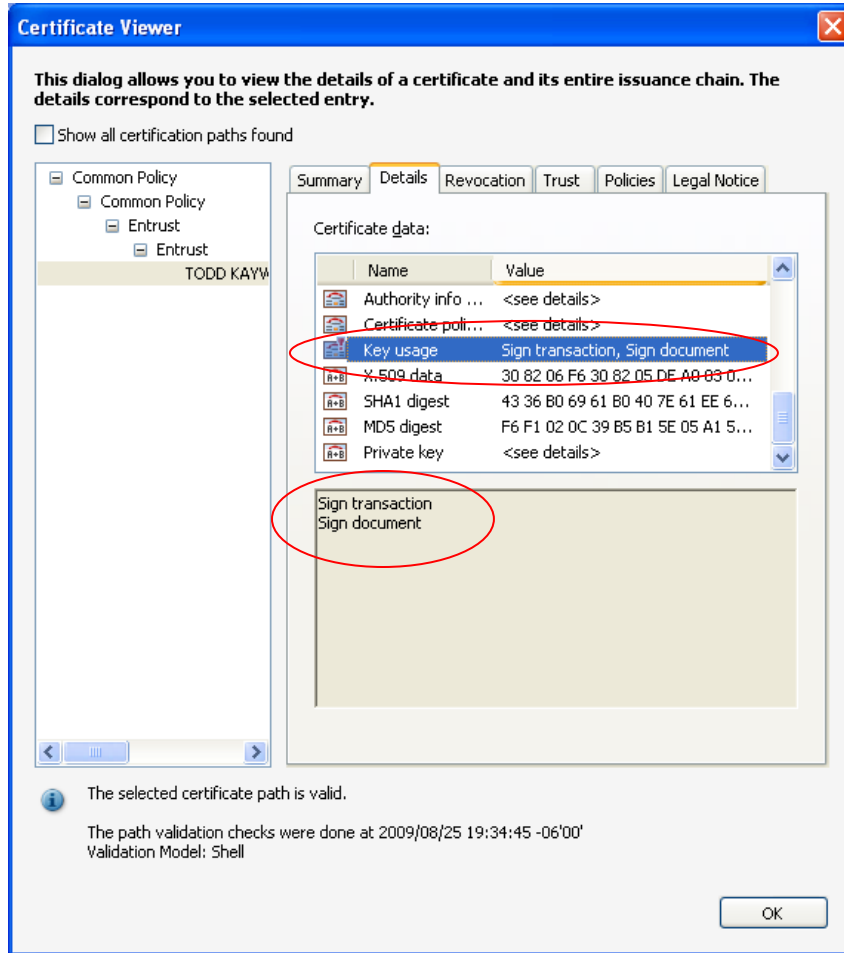 Certificate Viewer
This dialog allows you to view the details of a certificate and its entire issuance chain. The
details correspond to the selected entry.
Show all certification paths found
Common Policy
Common Policy
Entrust
Entrust
TODD KAYW
Summary Details Revocation Trust Policies Legal Notice
Certificate data:
Name Value
Authority info ... <see details>
Certificate poli... <see details>
Key usage Sign transaction, Sign document
X.509 data 30 82 06 F6 30 82 05 DE A0 03 0...
SHA1 digest 43 36 B0 69 61 B0 40 7E 61 EE 6...
MD5 digest F6 F1 02 0C 39 B5 B1 5E 05 A1 5...
Private key <see details>
Sign transaction
Sign document
The selected certificate path is valid.
The path validation checks were done at 2009/08/25 19:34:45 -06'00'
Validation Model: Shell
OK